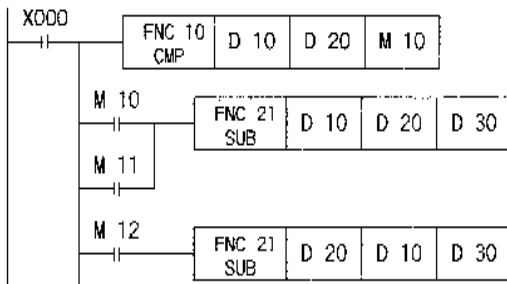 X000
FNC 10 CMP D 10 D 20 M 10
M 10
FNC 21 SUB D 10 D 20 D 30
M 11
M 12
FNC 21 SUB D 20 D 10 D 30